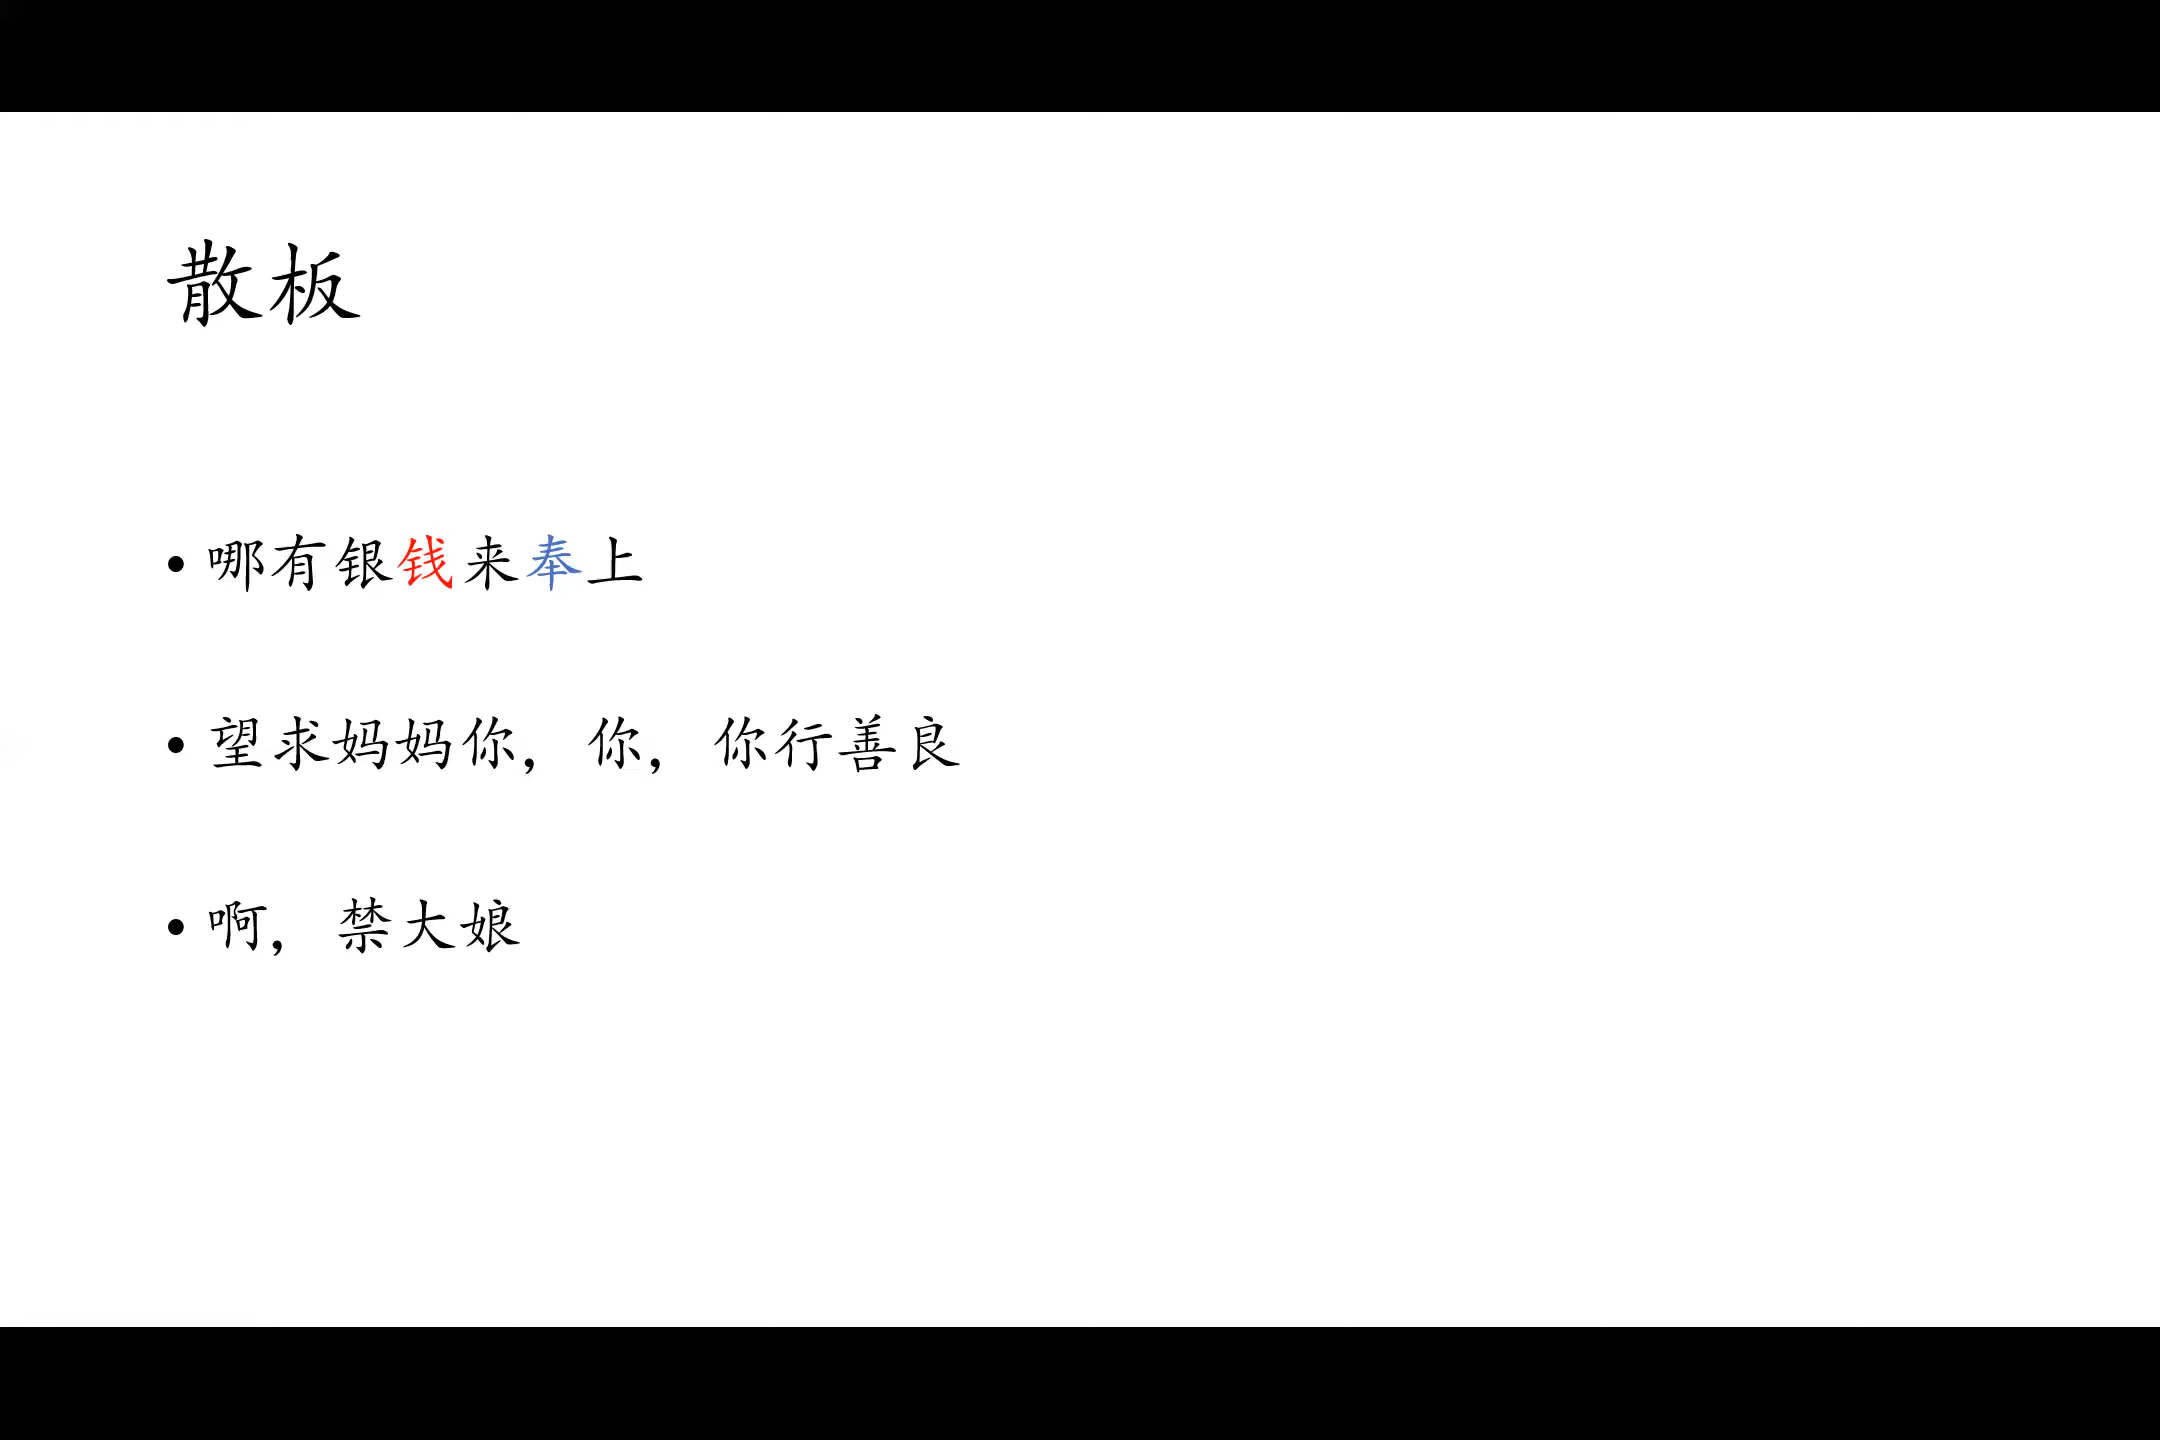 散板
• 哪有银钱来奉上
• 望求妈妈你，你，你行善良
• 啊，禁大娘